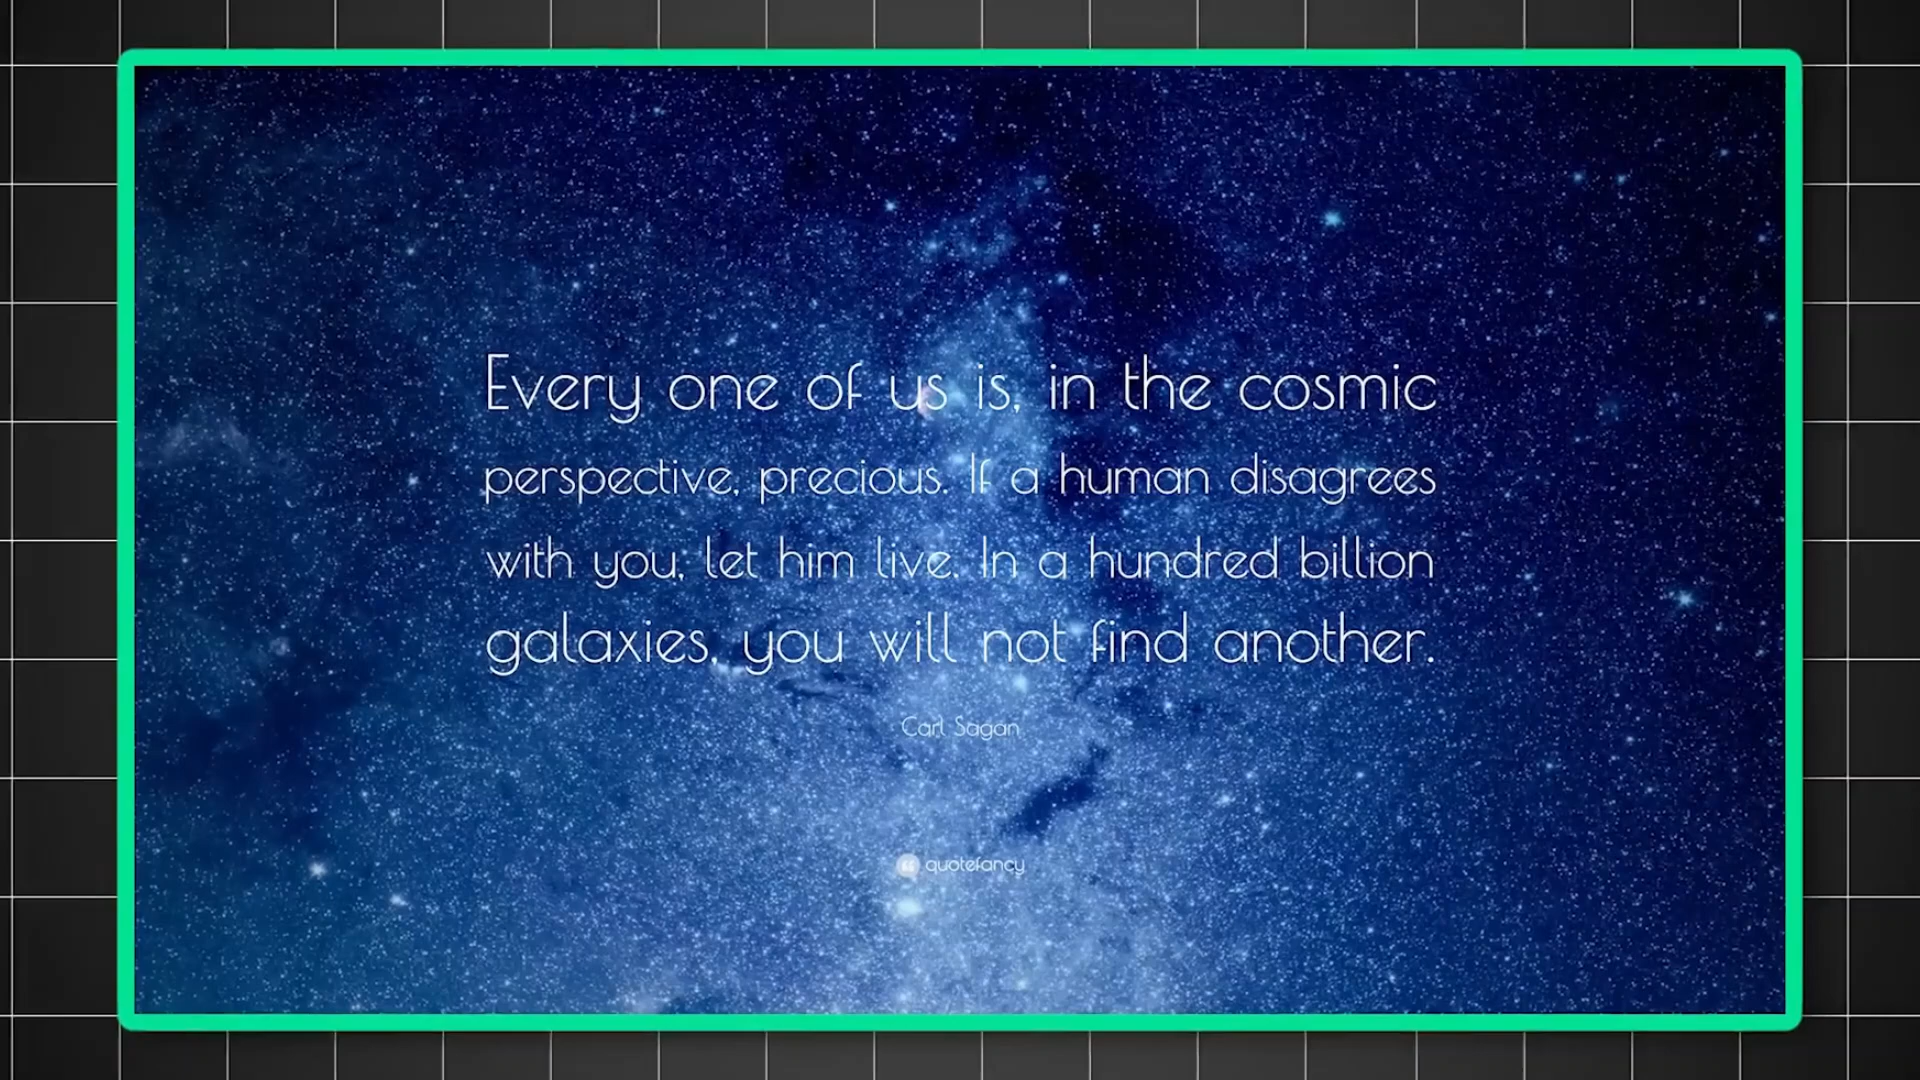 Every one of us is, in the cosmic
perspective, precious. If a human disagrees
with you, let him live. In a hundred billion
galaxies, you will not find another.
Carl Sagan
quotefancy